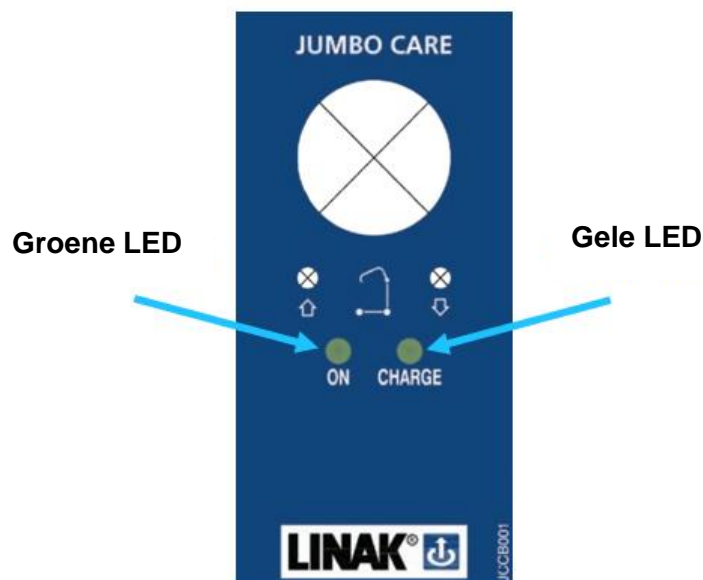 JUMBO CARE
Groene LED
Gele LED
ON CHARGE
LINAK®
JCCB001